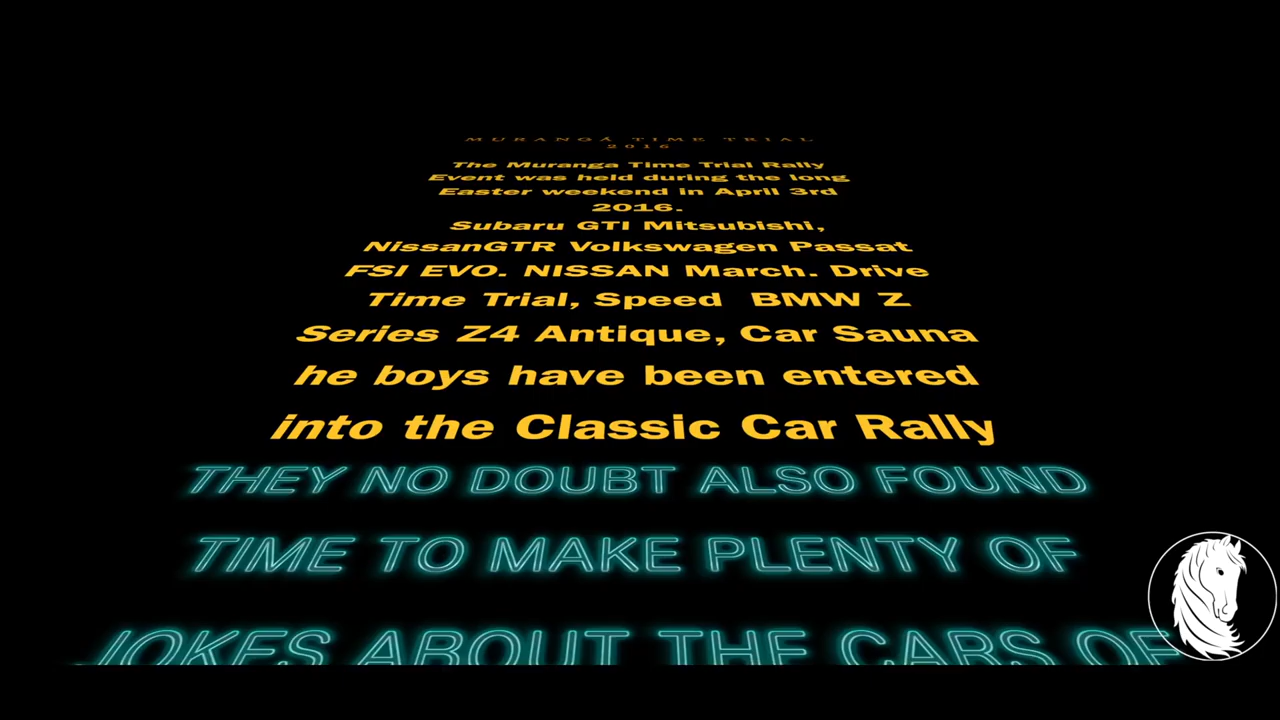 MURANGÁ TIME TRIAL
2016
The Muranga Time Trial Rally
Event was held during the long
Easter weekend in April 3rd
2016.
Subaru GTI Mitsubishi,
NissanGTR Volkswagen Passat
FSI EVO. NISSAN March. Drive
Time Trial, Speed  BMW Z
Series Z4 Antique, Car Sauna
he boys have been entered
into the Classic Car Rally
THEY NO DOUBT ALSO FOUND
TIME TO MAKE PLENTY OF
JOKES ABOUT THE CARS OF